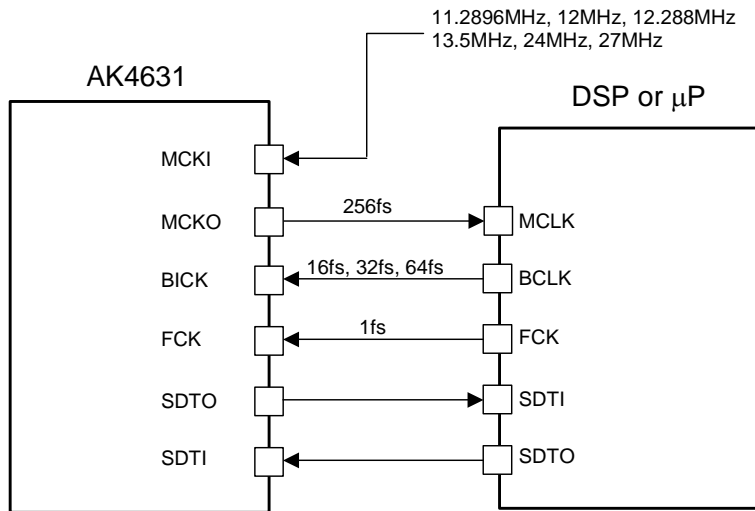 11.2896MHz, 12MHz, 12.288MHz
13.5MHz, 24MHz, 27MHz
AK4631
DSP or μP
MCKI
MCKO
256fs
MCLK
BICK
16fs, 32fs, 64fs
BCLK
FCK
1fs
FCK
SDTO
SDTI
SDTI
SDTO